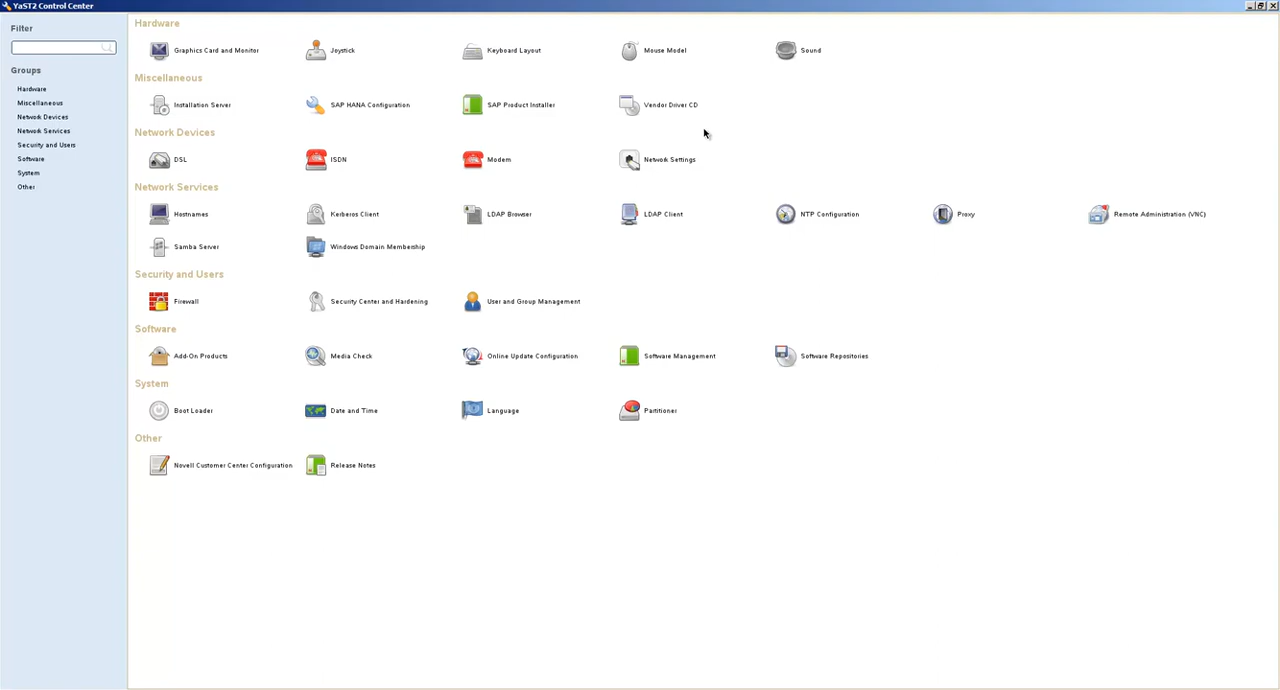 YaST2 Control Center
Filter
Groups
Hardware
Miscellaneous
Network Devices
Network Services
Security and Users
Software
System
Other
Hardware
Graphics Card and Monitor
Joystick
Keyboard Layout
Mouse Model
Sound
Miscellaneous
Installation Server
SAP HANA Configuration
SAP Product Installer
Vendor Driver CD
Network Devices
DSL
ISDN
Modem
Network Settings
Network Services
Hostnames
Kerberos Client
LDAP Browser
LDAP Client
NTP Configuration
Proxy
Remote Administration (VNC)
Samba Server
Windows Domain Membership
Security and Users
Firewall
Security Center and Hardening
User and Group Management
Software
Add-On Products
Media Check
Online Update Configuration
Software Management
Software Repositories
System
Boot Loader
Date and Time
Language
Partitioner
Other
Novell Customer Center Configuration
Release Notes